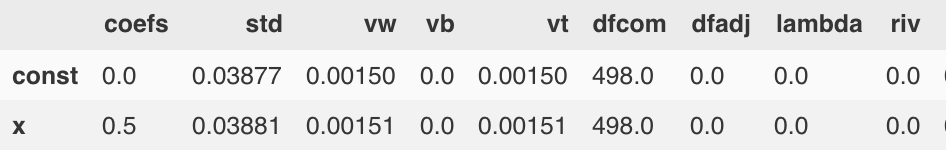 coefs std vw vb vt dfcom dfadj lambda riv
const 0.0 0.03877 0.00150 0.0 0.00150 498.0 0.0 0.0 0.0
x 0.5 0.03881 0.00151 0.0 0.00151 498.0 0.0 0.0 0.0